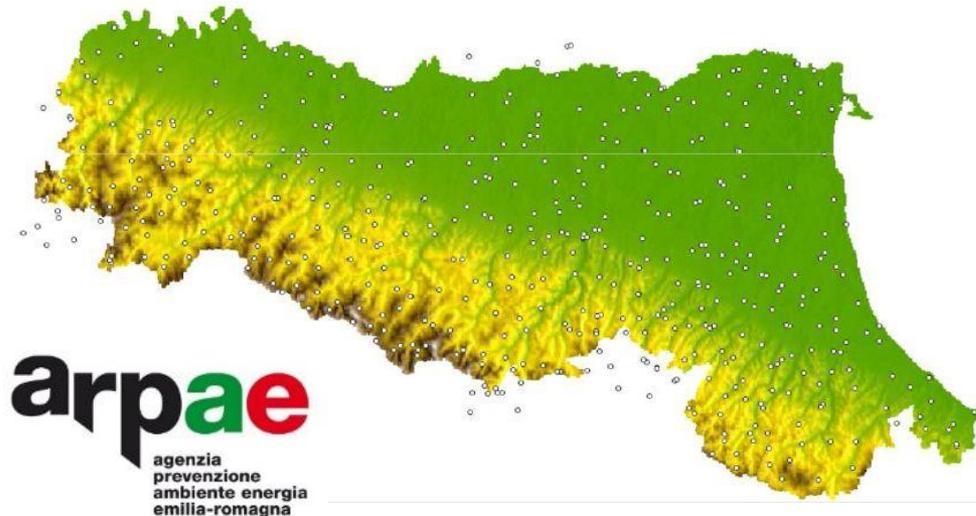 arpae
agenzia
prevenzione
ambiente energia
emilia-romagna